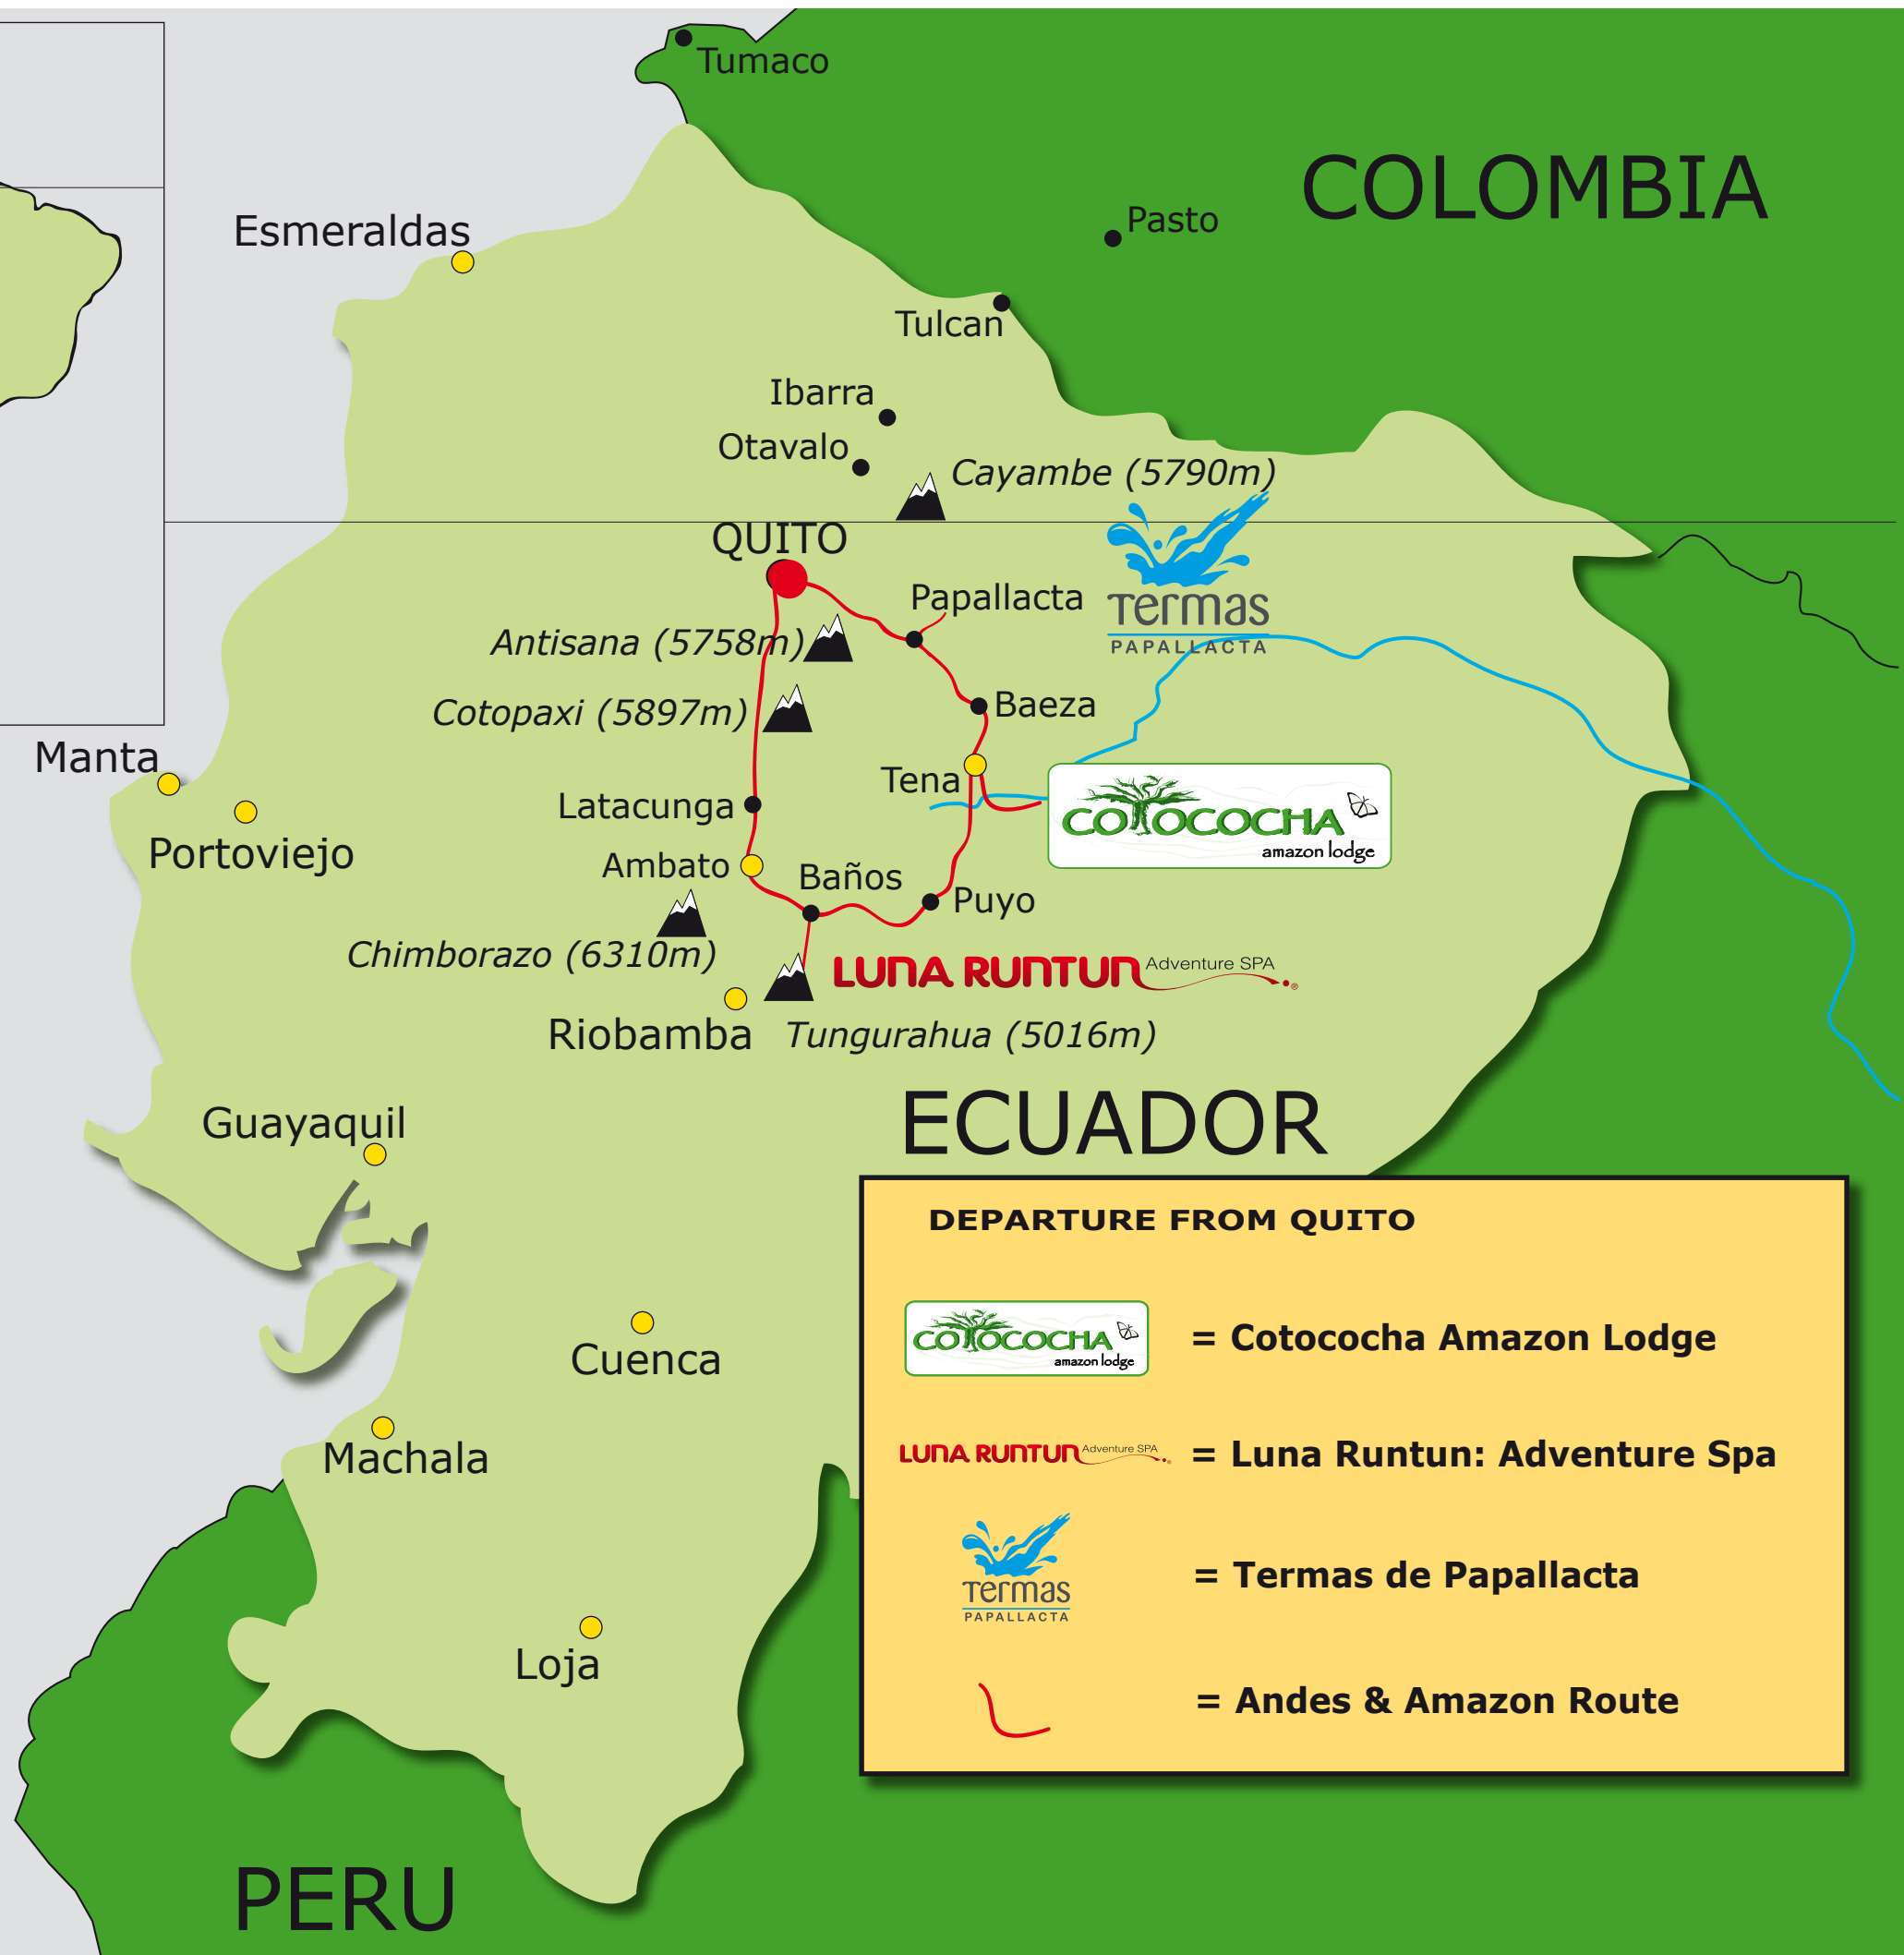 Tumaco
COLOMBIA
Pasto
Esmeraldas
Tulcan
Ibarra
Otavalo
Cayambe (5790m)
QUITO
Papallacta
Termas
PAPALLACTA
Antisana (5758m)
Cotopaxi (5897m)
Baeza
Manta
Tena
Latacunga
COTOCOCHA
amazon lodge
Portoviejo
Ambato
Baños
Puyo
Chimborazo (6310m)
LUNA RUNTUN Adventure SPA ®
Riobamba
Tungurahua (5016m)
Guayaquil
ECUADOR
DEPARTURE FROM QUITO
COTOCOCHA
amazon lodge
= Cotococha Amazon Lodge
Cuenca
Machala
LUNA RUNTUN Adventure SPA ®
= Luna Runtun: Adventure Spa
Termas
PAPALLACTA
= Termas de Papallacta
Loja
= Andes & Amazon Route
PERU